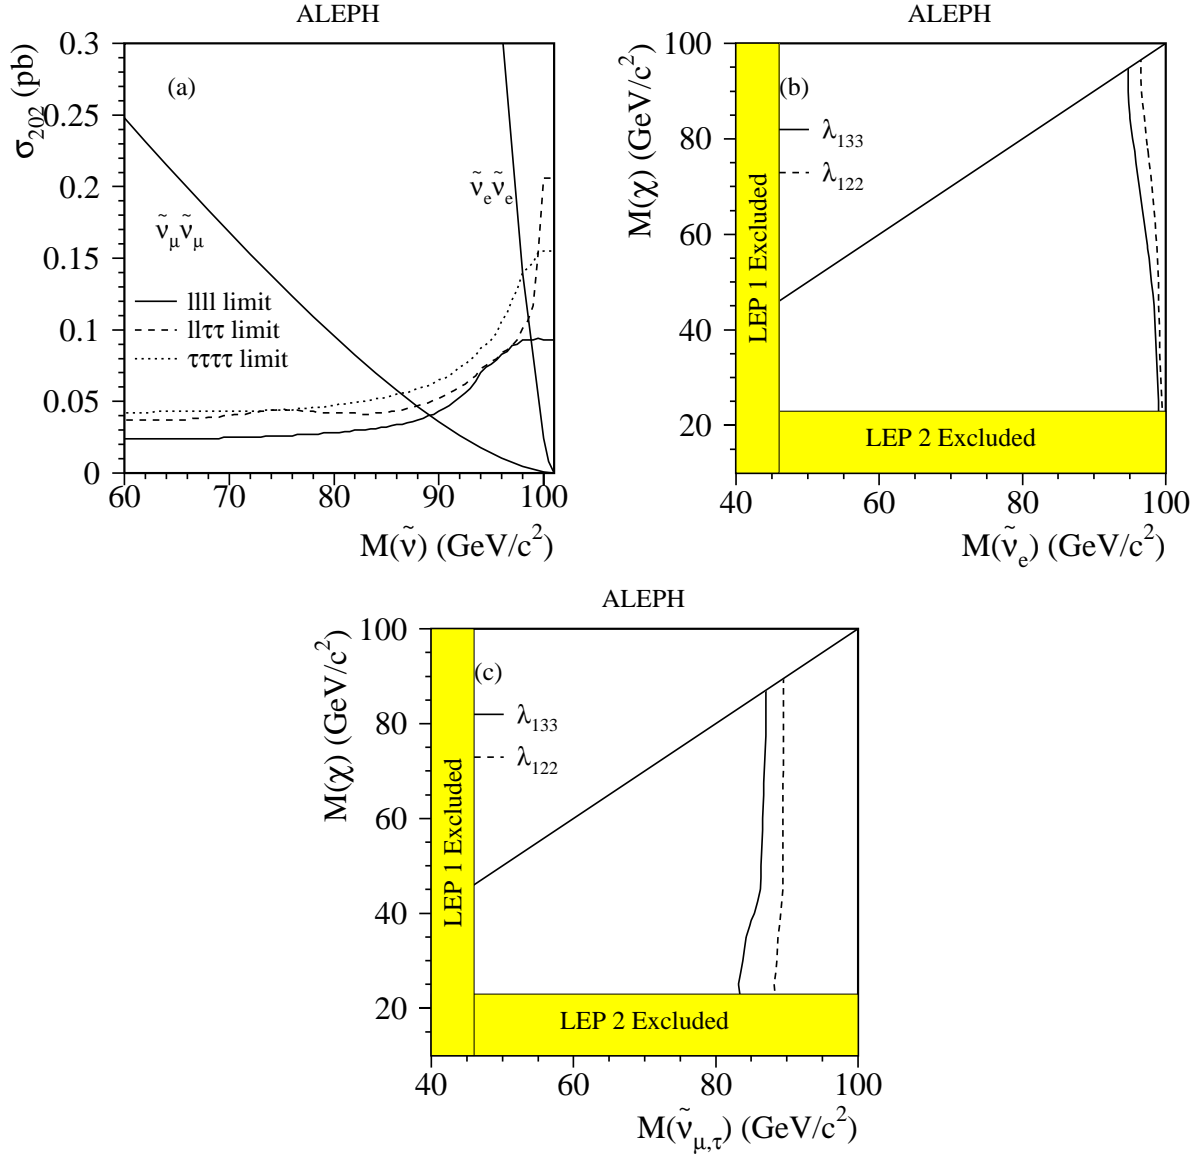 ALEPH
(a)
σ202 (pb)
0.3
0.25
0.2
0.15
0.1
0.05
0
ν̃μν̃μ
ν̃eν̃e
llll limit
llττ limit
ττττ limit
60 70 80 90 100
M(ν̃) (GeV/c2)
ALEPH
(b)
M(χ) (GeV/c2)
100
80
60
40
20
λ133
λ122
LEP 1 Excluded
LEP 2 Excluded
40 60 80 100
M(ν̃e) (GeV/c2)
ALEPH
(c)
M(χ) (GeV/c2)
100
80
60
40
20
λ133
λ122
LEP 1 Excluded
LEP 2 Excluded
40 60 80 100
M(ν̃μ,τ) (GeV/c2)